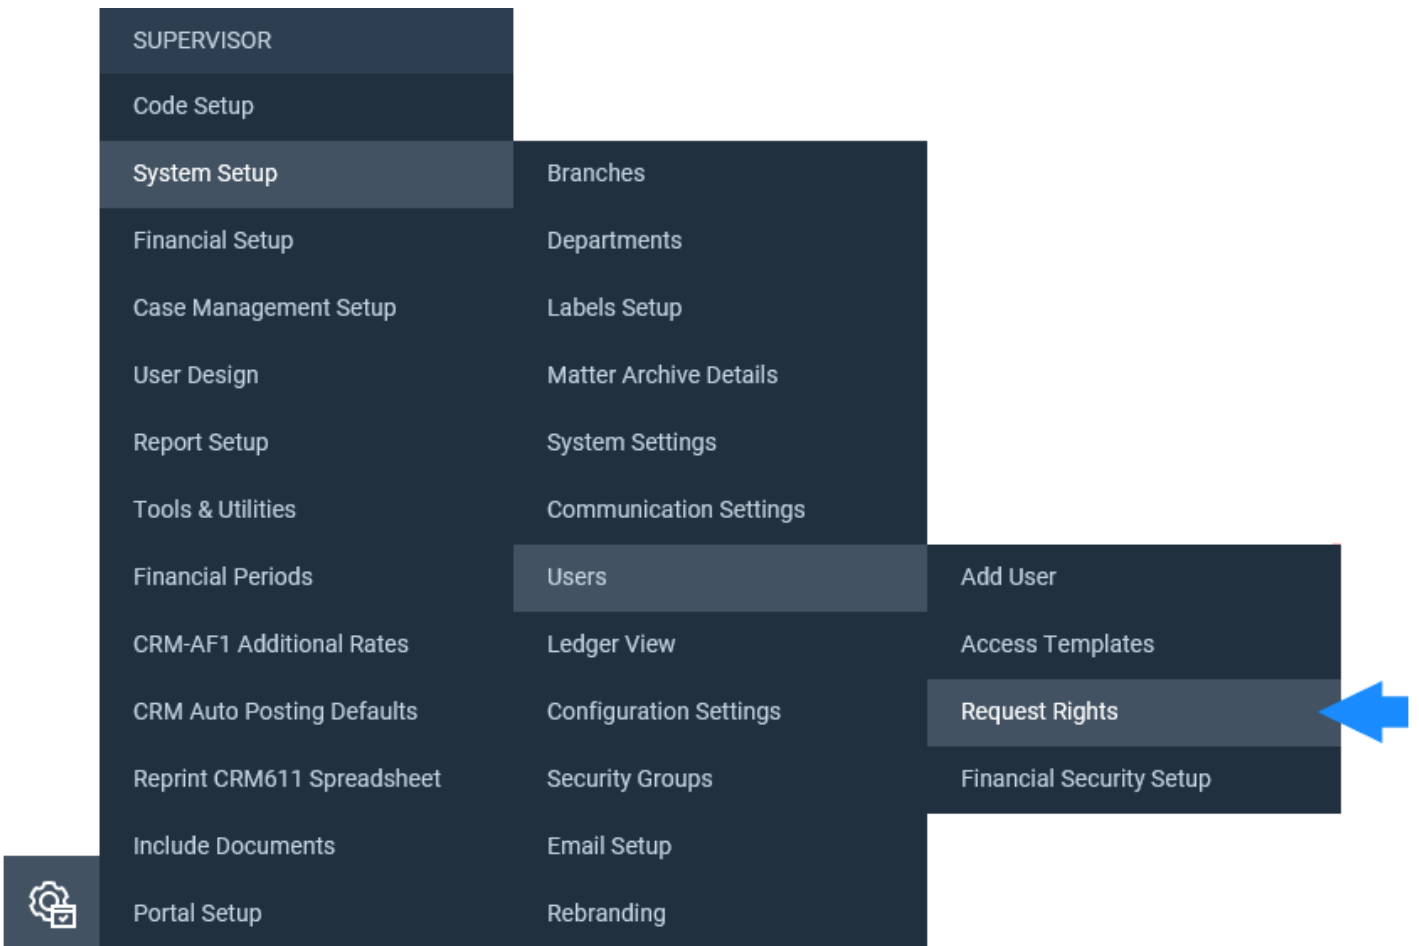 SUPERVISOR
Code Setup
System Setup
Financial Setup
Case Management Setup
User Design
Report Setup
Tools & Utilities
Financial Periods
CRM-AF1 Additional Rates
CRM Auto Posting Defaults
Reprint CRM611 Spreadsheet
Include Documents
Portal Setup
Branches
Departments
Labels Setup
Matter Archive Details
System Settings
Communication Settings
Users
Ledger View
Configuration Settings
Security Groups
Email Setup
Rebranding
Add User
Access Templates
Request Rights
Financial Security Setup